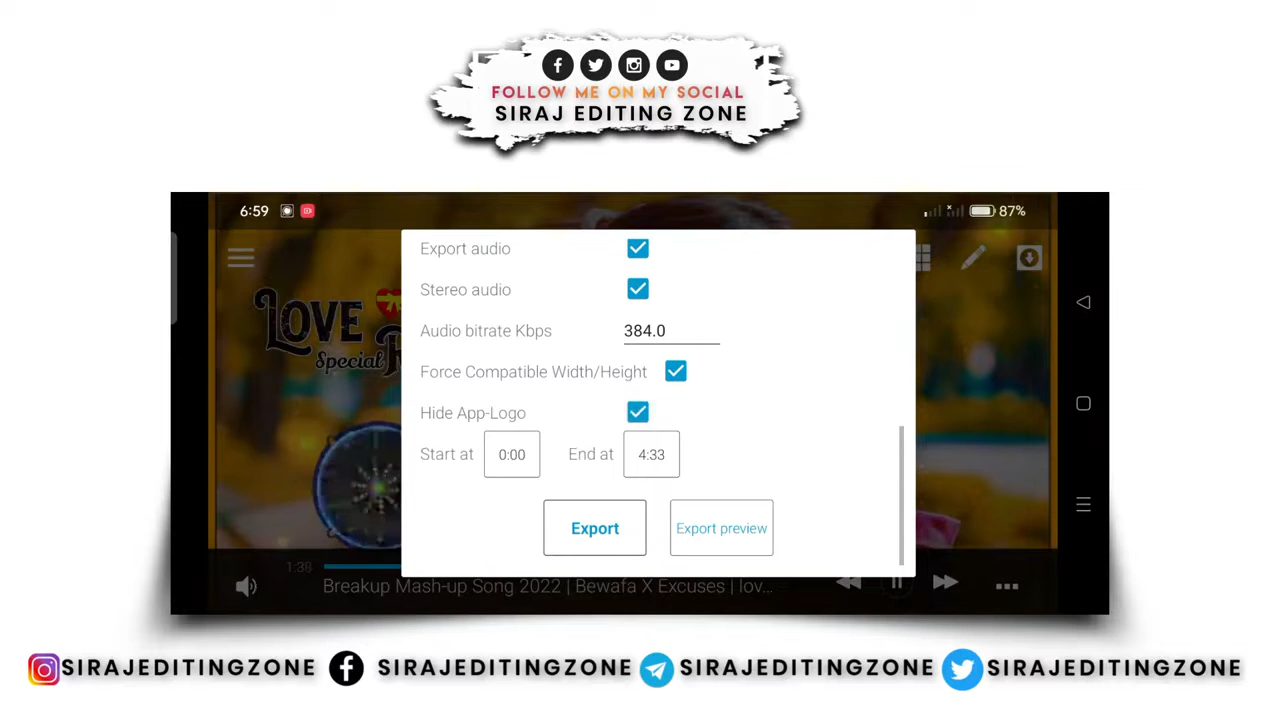 FOLLOW ME ON MY SOCIAL
SIRAJ EDITING ZONE
6:59
87%
Export audio
Stereo audio
Audio bitrate Kbps 384.0
Force Compatible Width/Height
Hide App-Logo
Start at 0:00 End at 4:33
Export Export preview
LOVE
Special
1:38
Breakup Mash-up Song 2022 | Bewafa X Excuses | lov...
SIRAJEDITINGZONE SIRAJEDITINGZONE SIRAJEDITINGZONE SIRAJEDITINGZONE